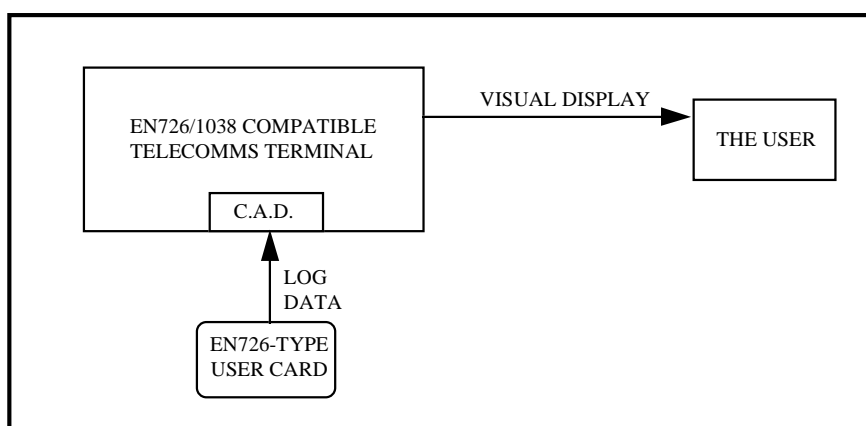 EN726/1038 COMPATIBLE
TELECOMMS TERMINAL
C.A.D.
VISUAL DISPLAY
THE USER
LOG
DATA
EN726-TYPE
USER CARD